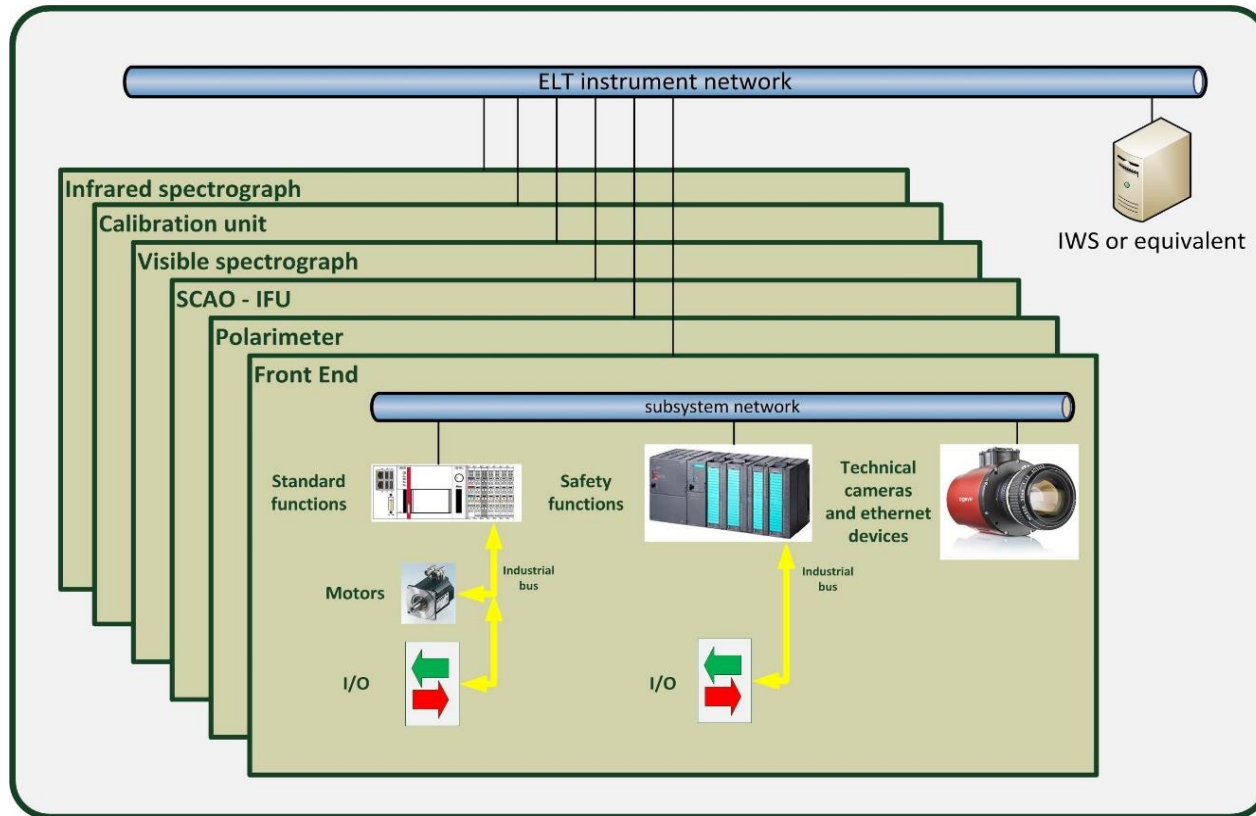 ELT instrument network
IWS or equivalent
Infrared spectrograph
Calibration unit
Visible spectrograph
SCAO - IFU
Polarimeter
Front End
subsystem network
Standard
functions
Safety
functions
Technical
cameras
and ethernet
devices
Industrial
bus
Industrial
bus
Motors
I/O
I/O